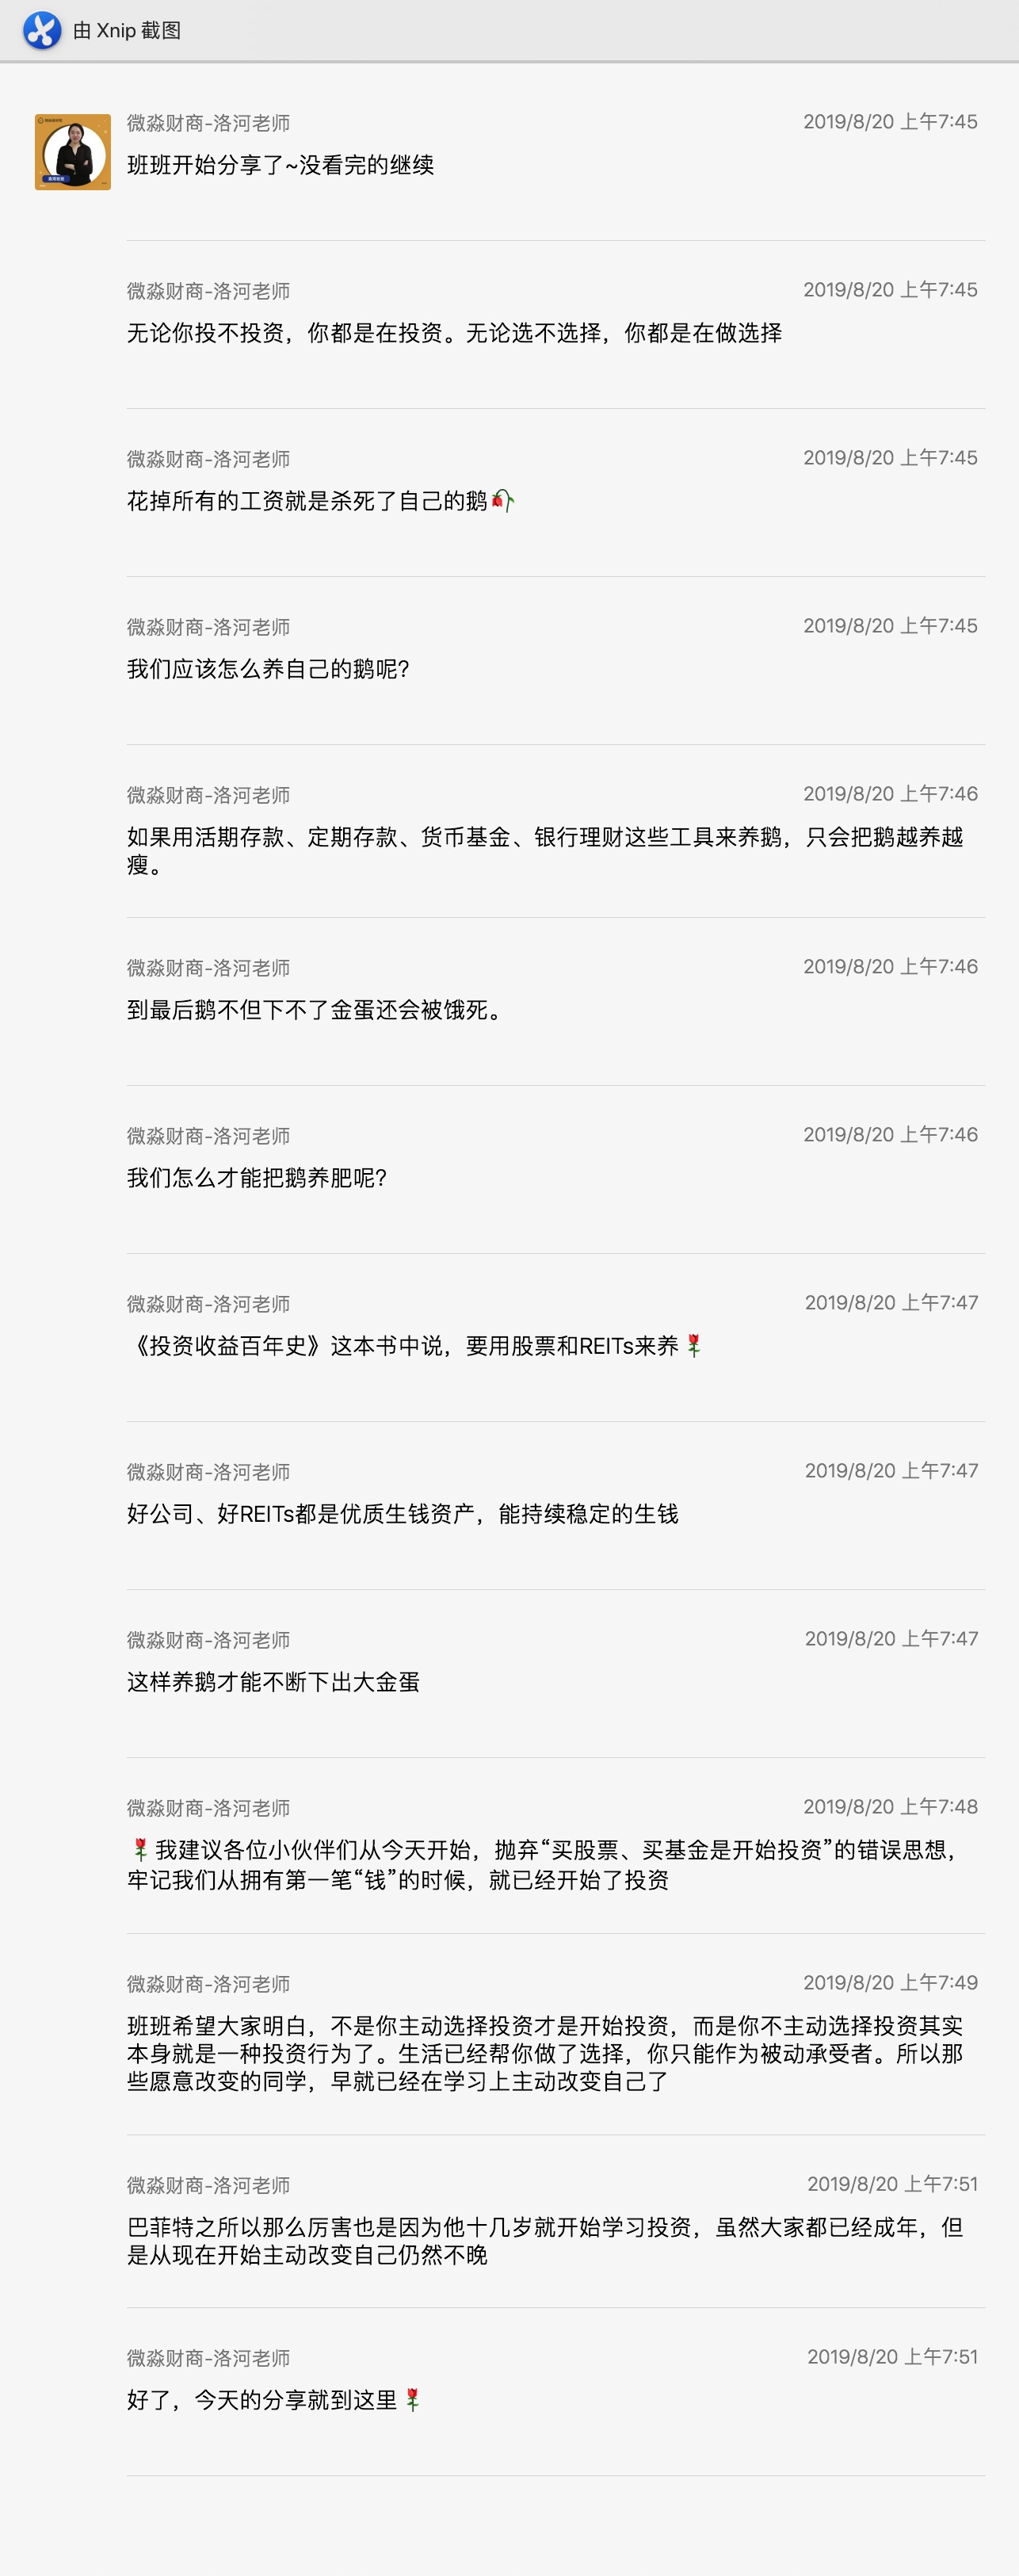 由 Xnip 截图
微淼财商-洛河老师
2019/8/20 上午7:45
班班开始分享了~没看完的继续
微淼财商-洛河老师
2019/8/20 上午7:45
无论你投不投资，你都是在投资。无论选不选择，你都是在做选择
微淼财商-洛河老师
2019/8/20 上午7:45
花掉所有的工资就是杀死了自己的鹅🥀
微淼财商-洛河老师
2019/8/20 上午7:45
我们应该怎么养自己的鹅呢？
微淼财商-洛河老师
2019/8/20 上午7:46
如果用活期存款、定期存款、货币基金、银行理财这些工具来养鹅，只会把鹅越养越
瘦。
微淼财商-洛河老师
2019/8/20 上午7:46
到最后鹅不但下不了金蛋还会被饿死。
微淼财商-洛河老师
2019/8/20 上午7:46
我们怎么才能把鹅养肥呢？
微淼财商-洛河老师
2019/8/20 上午7:47
《投资收益百年史》这本书中说，要用股票和REITs来养🌹
微淼财商-洛河老师
2019/8/20 上午7:47
好公司、好REITs都是优质生钱资产，能持续稳定的生钱
微淼财商-洛河老师
2019/8/20 上午7:47
这样养鹅才能不断下出大金蛋
微淼财商-洛河老师
2019/8/20 上午7:48
🌹我建议各位小伙伴们从今天开始，抛弃“买股票、买基金是开始投资”的错误思想，
牢记我们从拥有第一笔“钱”的时候，就已经开始了投资
微淼财商-洛河老师
2019/8/20 上午7:49
班班希望大家明白，不是你主动选择投资才是开始投资，而是你不主动选择投资其实
本身就是一种投资行为了。生活已经帮你做了选择，你只能作为被动承受者。所以那
些愿意改变的同学，早就已经在学习上主动改变自己了
微淼财商-洛河老师
2019/8/20 上午7:51
巴菲特之所以那么厉害也是因为他十几岁就开始学习投资，虽然大家都已经成年，但
是从现在开始主动改变自己仍然不晚
微淼财商-洛河老师
2019/8/20 上午7:51
好了，今天的分享就到这里🌹